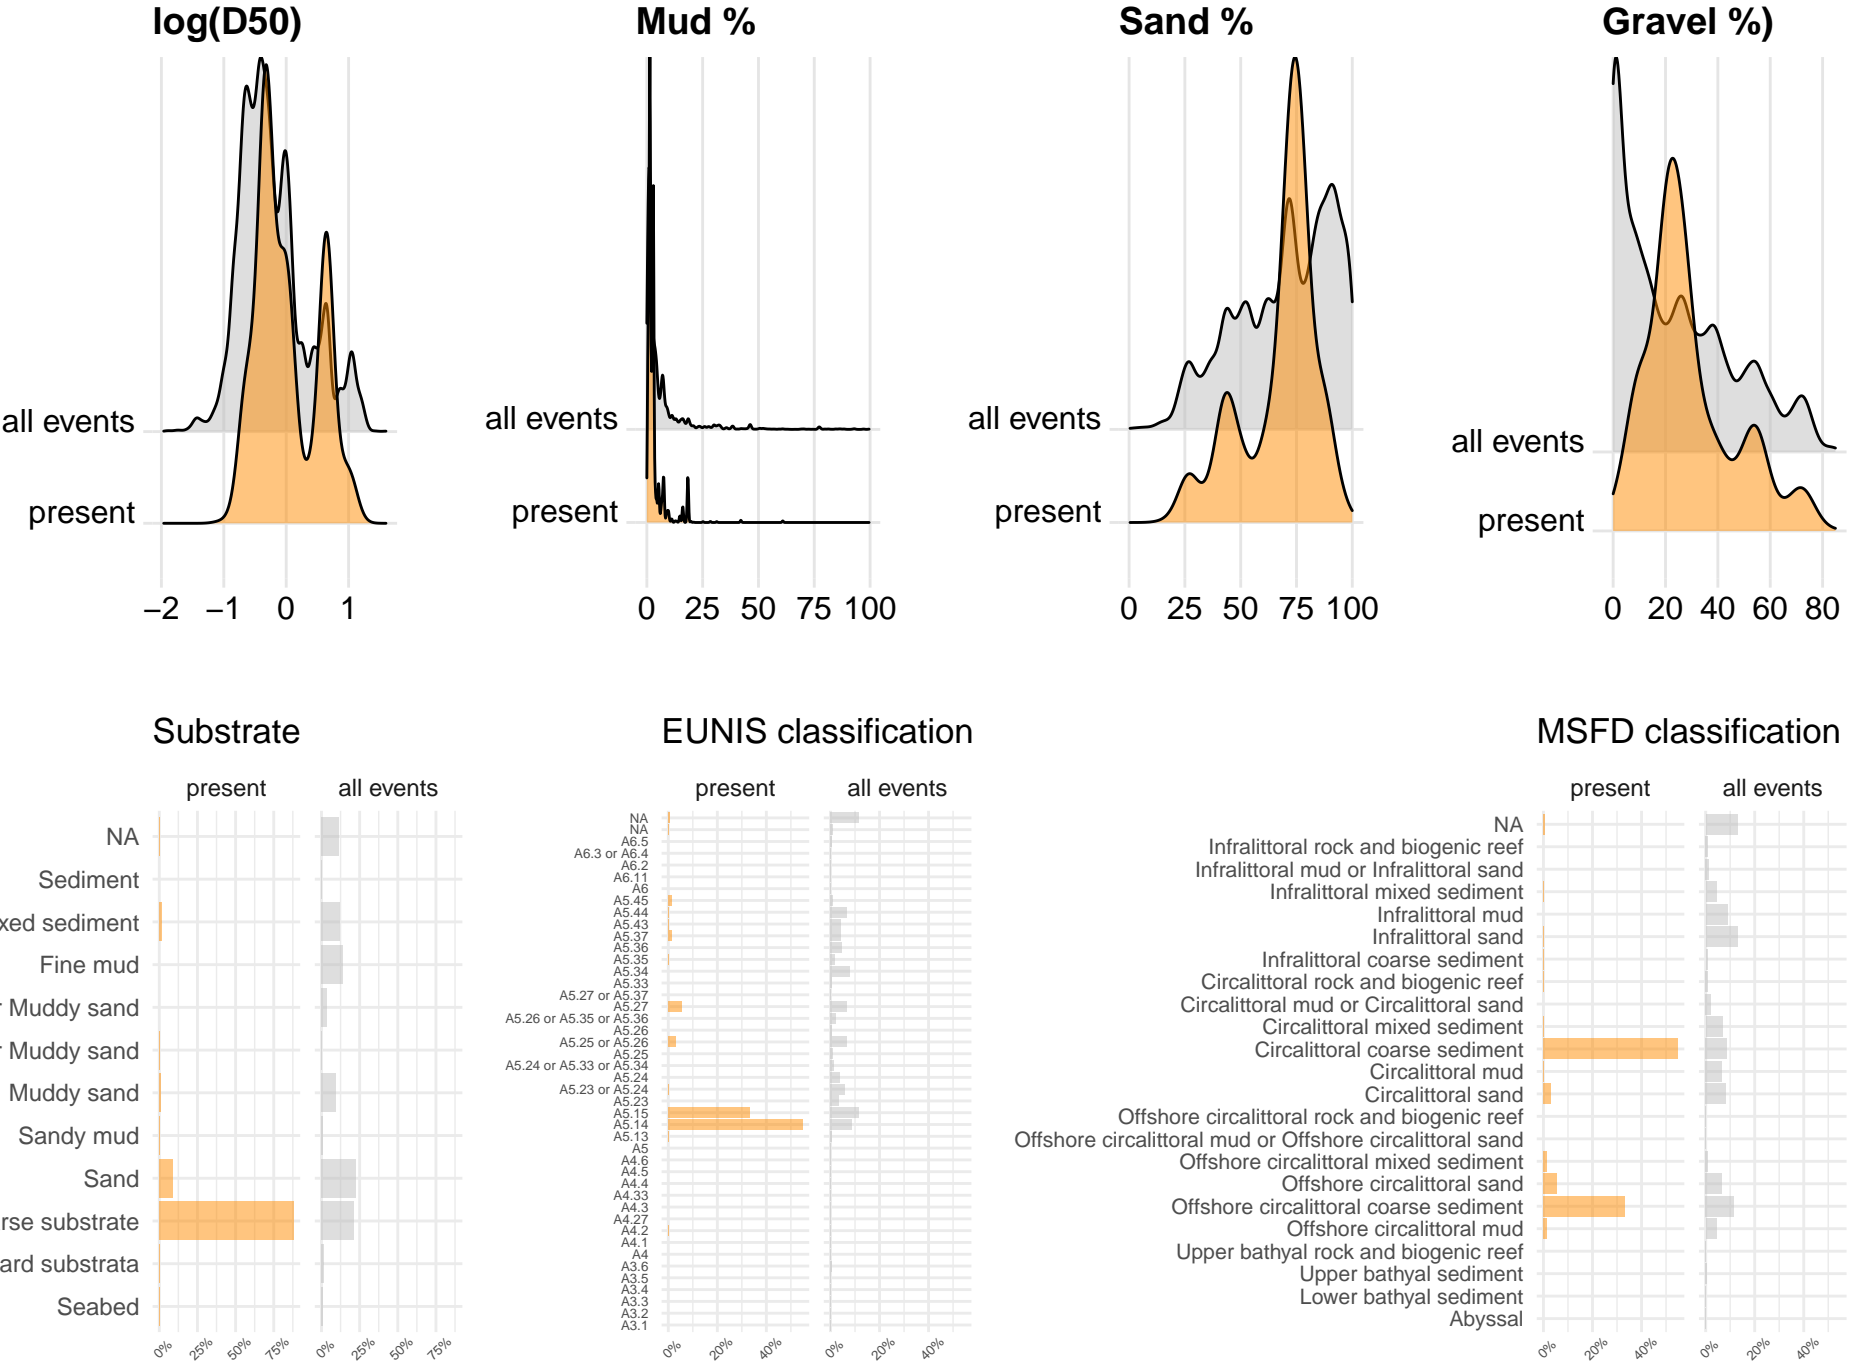 log(D50)
Mud %
Sand %
Gravel %)
all events
present
−2 −1 0 1
all events
present
0 25 50 75 100
all events
present
0 25 50 75 100
all events
present
0 20 40 60 80
Substrate
present all events
NA
Sediment
xed sediment
Fine mud
r Muddy sand
r Muddy sand
Muddy sand
Sandy mud
Sand
rse substrate
ard substrata
Seabed
0% 25% 50% 75% 0% 25% 50% 75%
EUNIS classification
present all events
NA
NA
A6.5
A6.3 or A6.4
A6.2
A6.11
A6
A5.45
A5.44
A5.43
A5.37
A5.36
A5.35
A5.34
A5.33
A5.27 or A5.37
A5.27
A5.26 or A5.35 or A5.36
A5.26
A5.25 or A5.26
A5.25
A5.24 or A5.33 or A5.34
A5.24
A5.23 or A5.24
A5.23
A5.15
A5.14
A5.13
A5
A4.6
A4.5
A4.4
A4.33
A4.3
A4.27
A4.2
A4.1
A4
A3.6
A3.5
A3.4
A3.3
A3.2
A3.1
0% 20% 40% 0% 20% 40%
MSFD classification
present all events
NA
Infralittoral rock and biogenic reef
Infralittoral mud or Infralittoral sand
Infralittoral mixed sediment
Infralittoral mud
Infralittoral sand
Infralittoral coarse sediment
Circalittoral rock and biogenic reef
Circalittoral mud or Circalittoral sand
Circalittoral mixed sediment
Circalittoral coarse sediment
Circalittoral mud
Circalittoral sand
Offshore circalittoral rock and biogenic reef
Offshore circalittoral mud or Offshore circalittoral sand
Offshore circalittoral mixed sediment
Offshore circalittoral sand
Offshore circalittoral coarse sediment
Offshore circalittoral mud
Upper bathyal rock and biogenic reef
Upper bathyal sediment
Lower bathyal sediment
Abyssal
0% 20% 40% 0% 20% 40%